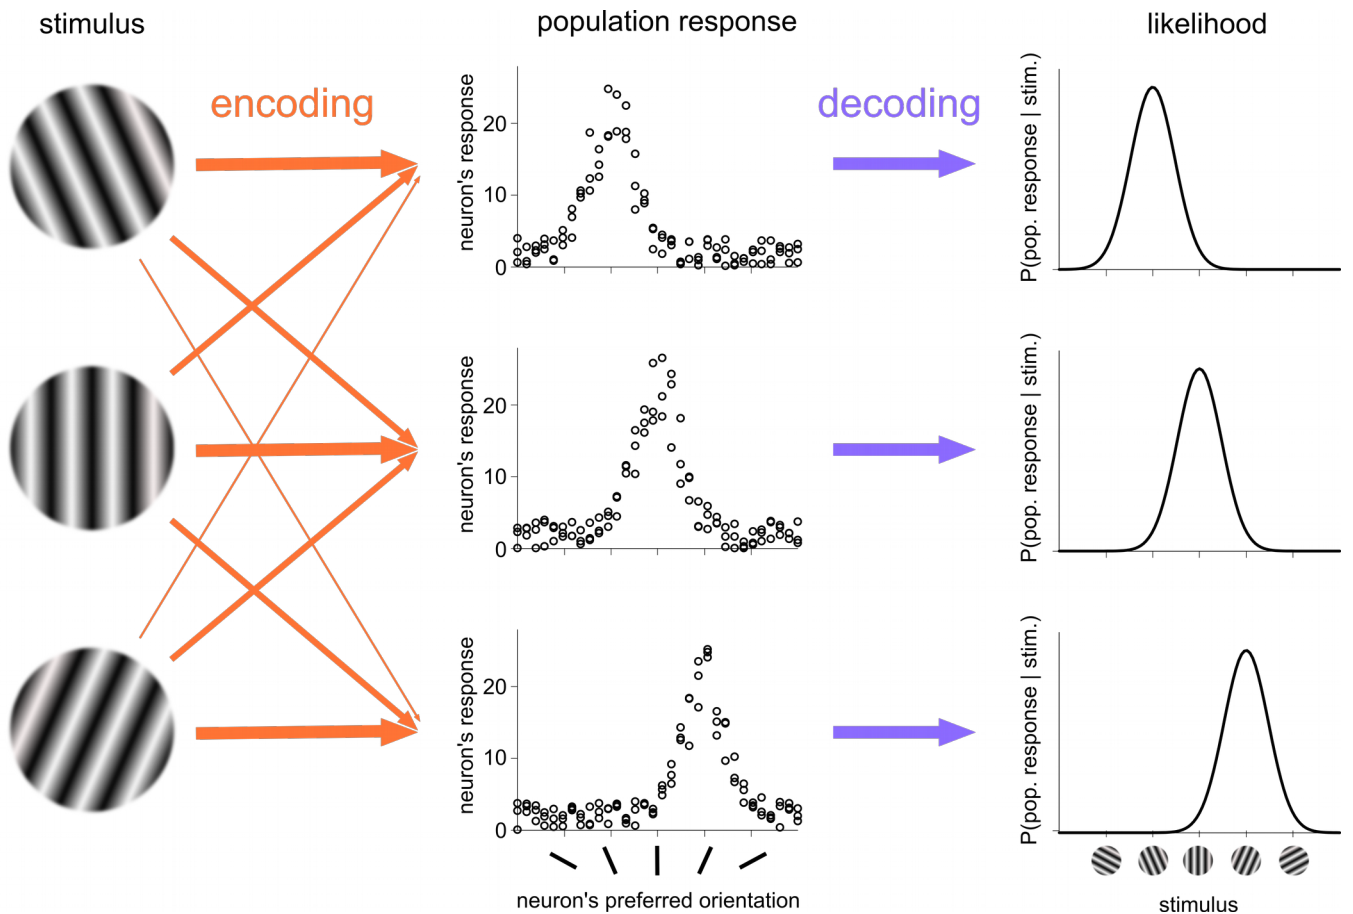 stimulus
population response
likelihood
encoding
decoding
neuron's response
20
10
0
P(pop. response | stim.)
neuron's response
20
10
0
P(pop. response | stim.)
neuron's response
20
10
0
P(pop. response | stim.)
neuron's preferred orientation
stimulus